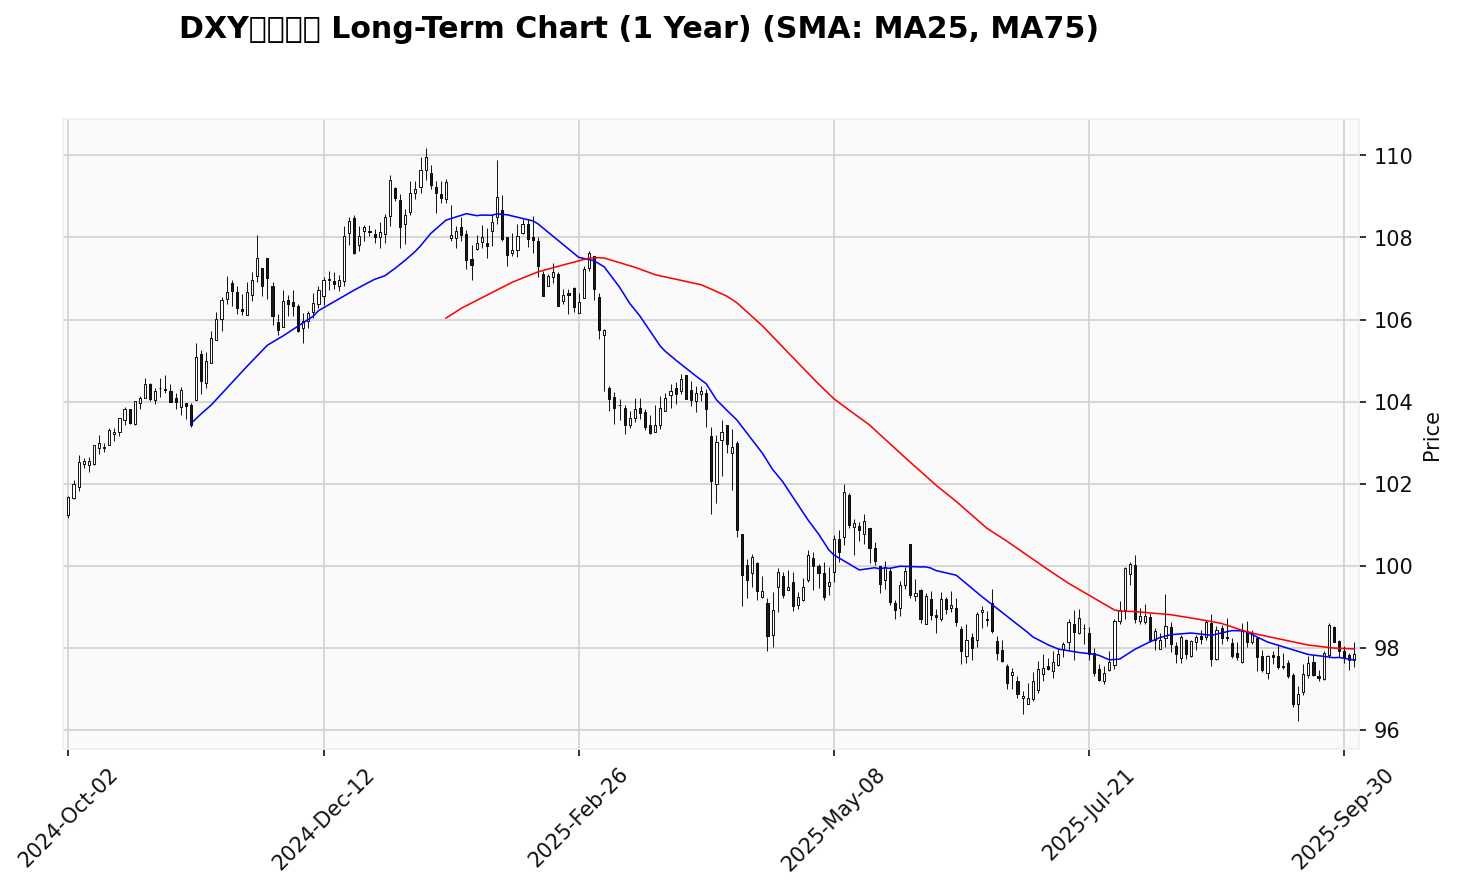 DXY Long-Term Chart (1 Year) (SMA: MA25, MA75)
110
108
106
104
102
100
98
96
Price
2024-Oct-02
2024-Dec-12
2025-Feb-26
2025-May-08
2025-Jul-21
2025-Sep-30